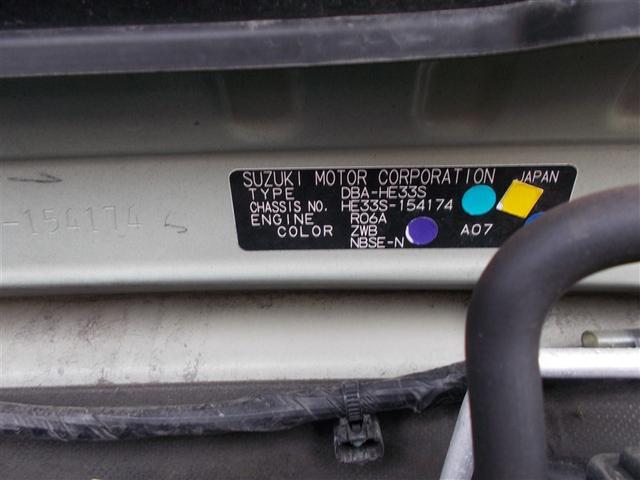 SUZUKI MOTOR CORPORATION JAPAN
TYPE DBA-HE33S
CHASSIS NO. HE33S-154174
ENGINE R06A
COLOR ZWB A07
NBSE-N
-154174